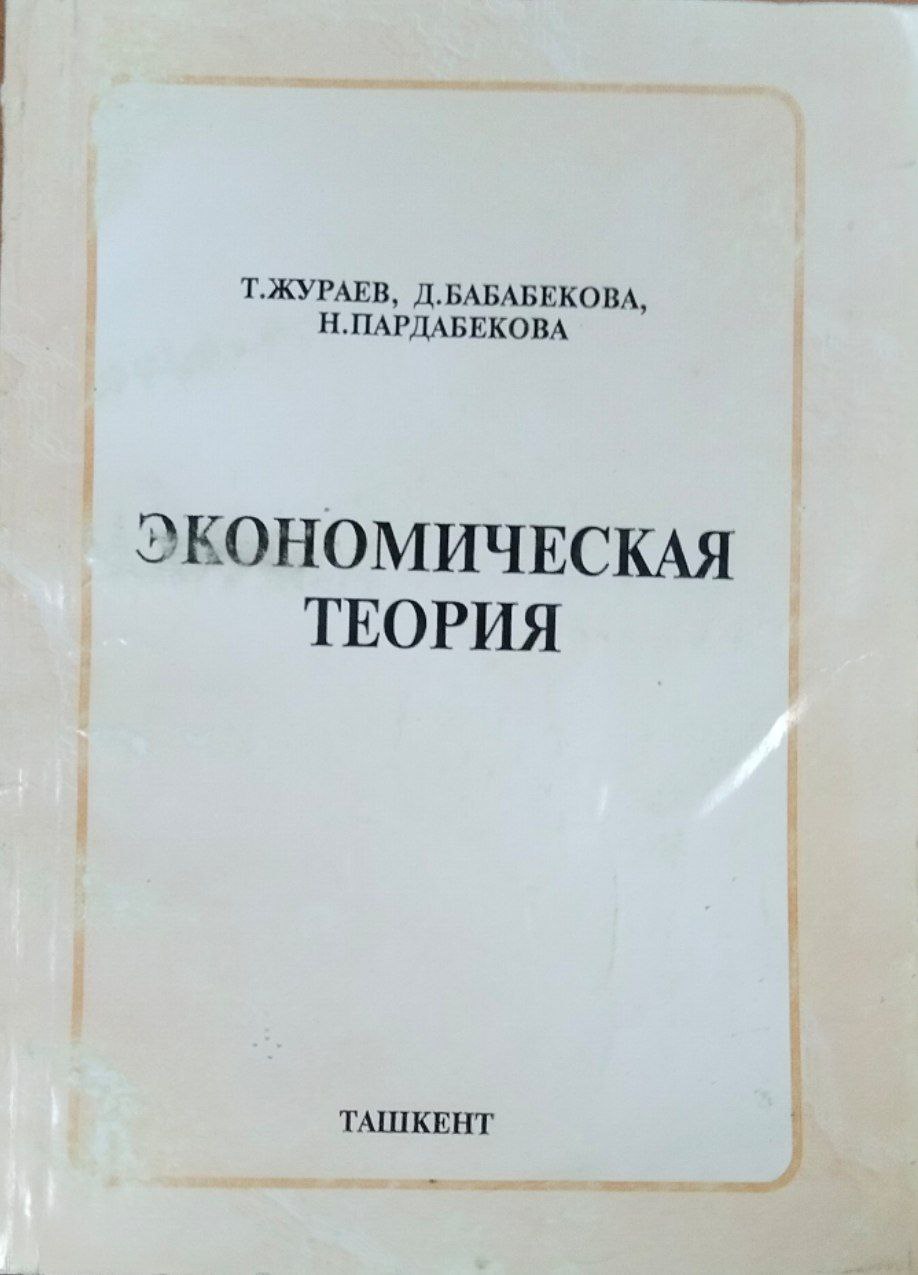 Т.ЖУРАЕВ, Д.БАБАБЕКОВА,
Н.ПАРДАБЕКОВА
ЭКОНОМИЧЕСКАЯ
ТЕОРИЯ
ТАШКЕНТ